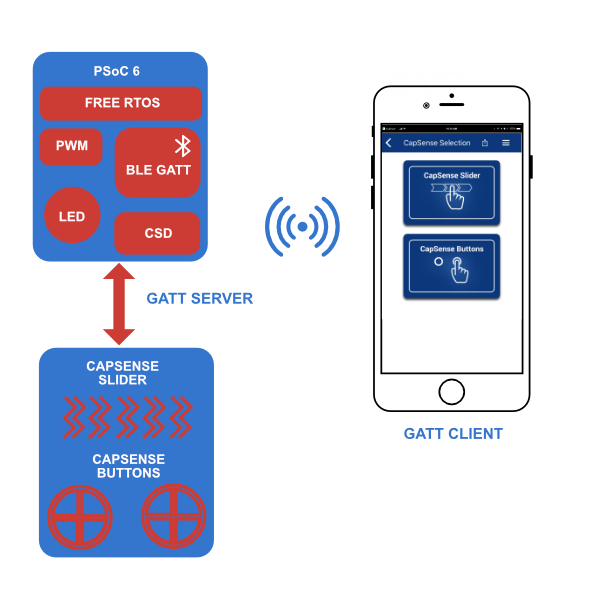 PSoC 6
FREE RTOS
PWM
BLE GATT
LED
CSD
GATT SERVER
CAPSENSE
SLIDER
CAPSENSE
BUTTONS
CapSense Selection
CapSense Slider
CapSense Buttons
GATT CLIENT